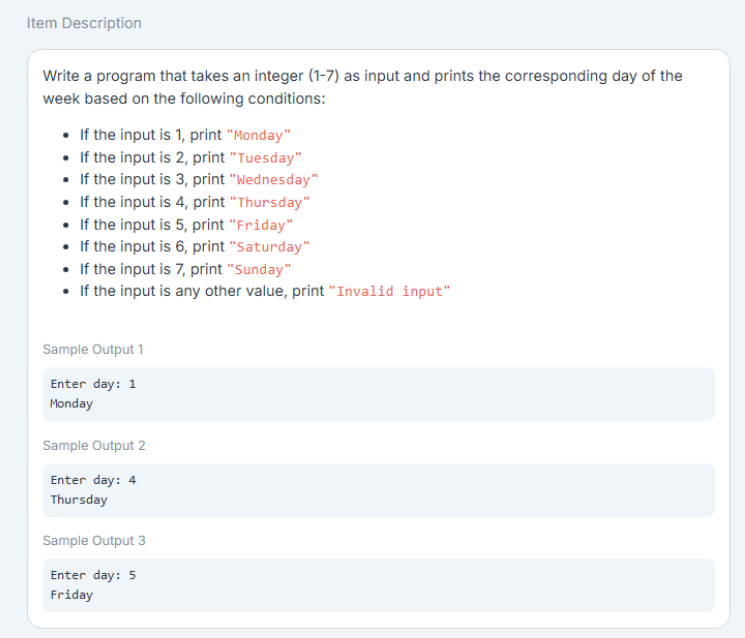 Item Description
Write a program that takes an integer (1-7) as input and prints the corresponding day of the
week based on the following conditions:
• If the input is 1, print "Monday"
• If the input is 2, print "Tuesday"
• If the input is 3, print "Wednesday"
• If the input is 4, print "Thursday"
• If the input is 5, print "Friday"
• If the input is 6, print "Saturday"
• If the input is 7, print "Sunday"
• If the input is any other value, print "Invalid input"
Sample Output 1
Enter day: 1
Monday
Sample Output 2
Enter day: 4
Thursday
Sample Output 3
Enter day: 5
Friday